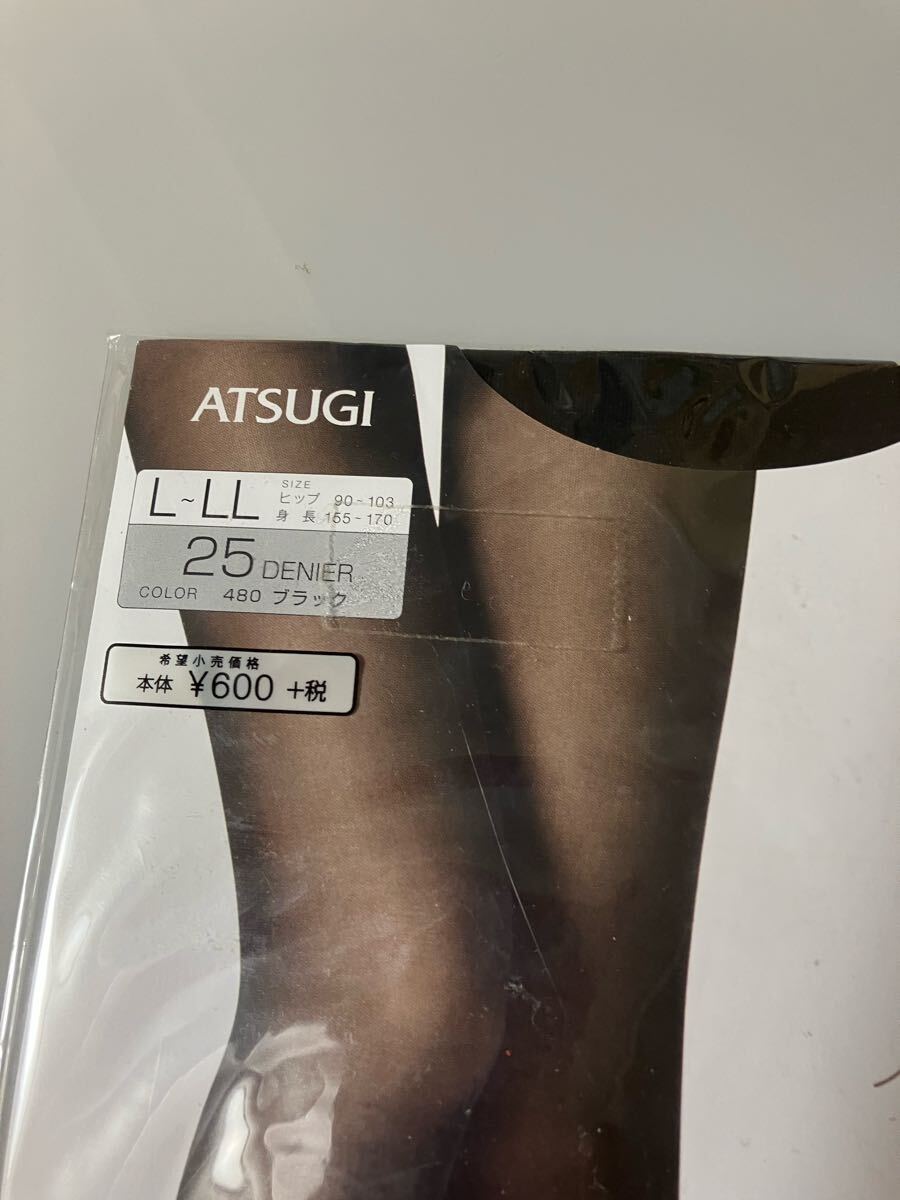 ATSUGI
L~LL
SIZE
ヒップ 90~103
身長 155~170
25 DENIER
COLOR 480 ブラック
希望小売価格
本体 ¥600 +税